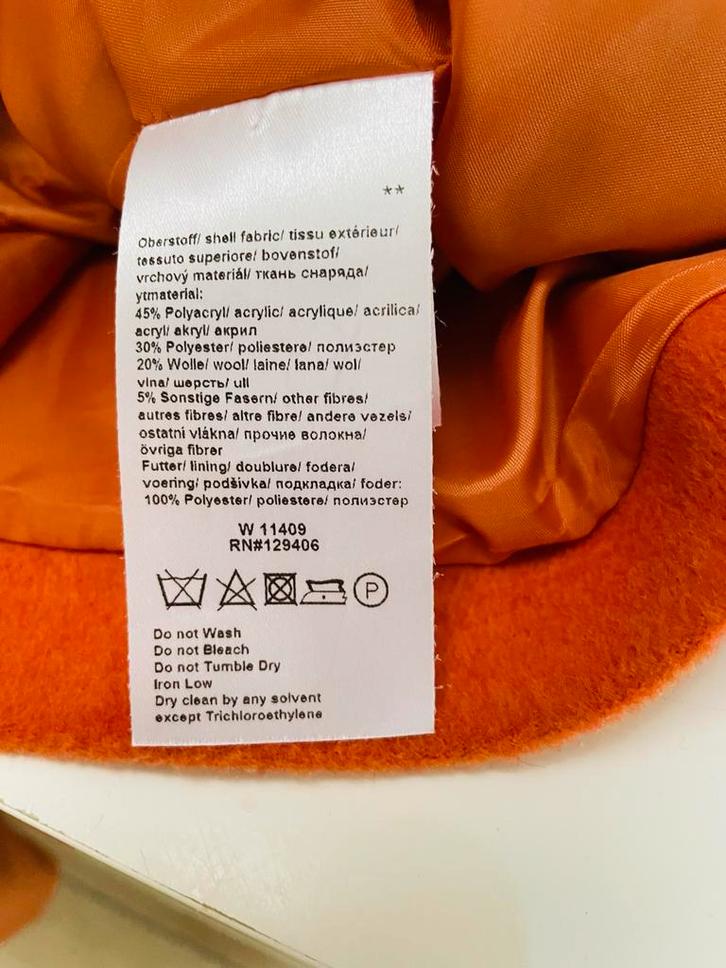 **
Oberstoff/ shell fabric/ tissu extérieur/
tessuto superiore/ bovenstof/
vrchový materiál/ ткань снаряда/
ytmaterial:
45% Polyacryl/ acrylic/ acrylique/ acrilica/
acryl/ akryl/ акрил
30% Polyester/ poliestere/ полиэстер
20% Wolle/ wool/ laine/ lana/ wol/
vlna/ шерсть/ ull
5% Sonstige Fasern/ other fibres/
autres fibres/ altre fibre/ andere vezels/
ostatní vlákna/ прочие волокна/
övriga fibrer
Futter/ lining/ doublure/ fodera/
voering/ podšívka/ подкладка/ foder:
100% Polyester/ poliestere/ полиэстер
W 11409
RN#129406
P
Do not Wash
Do not Bleach
Do not Tumble Dry
Iron Low
Dry clean by any solvent
except Trichloroethylene